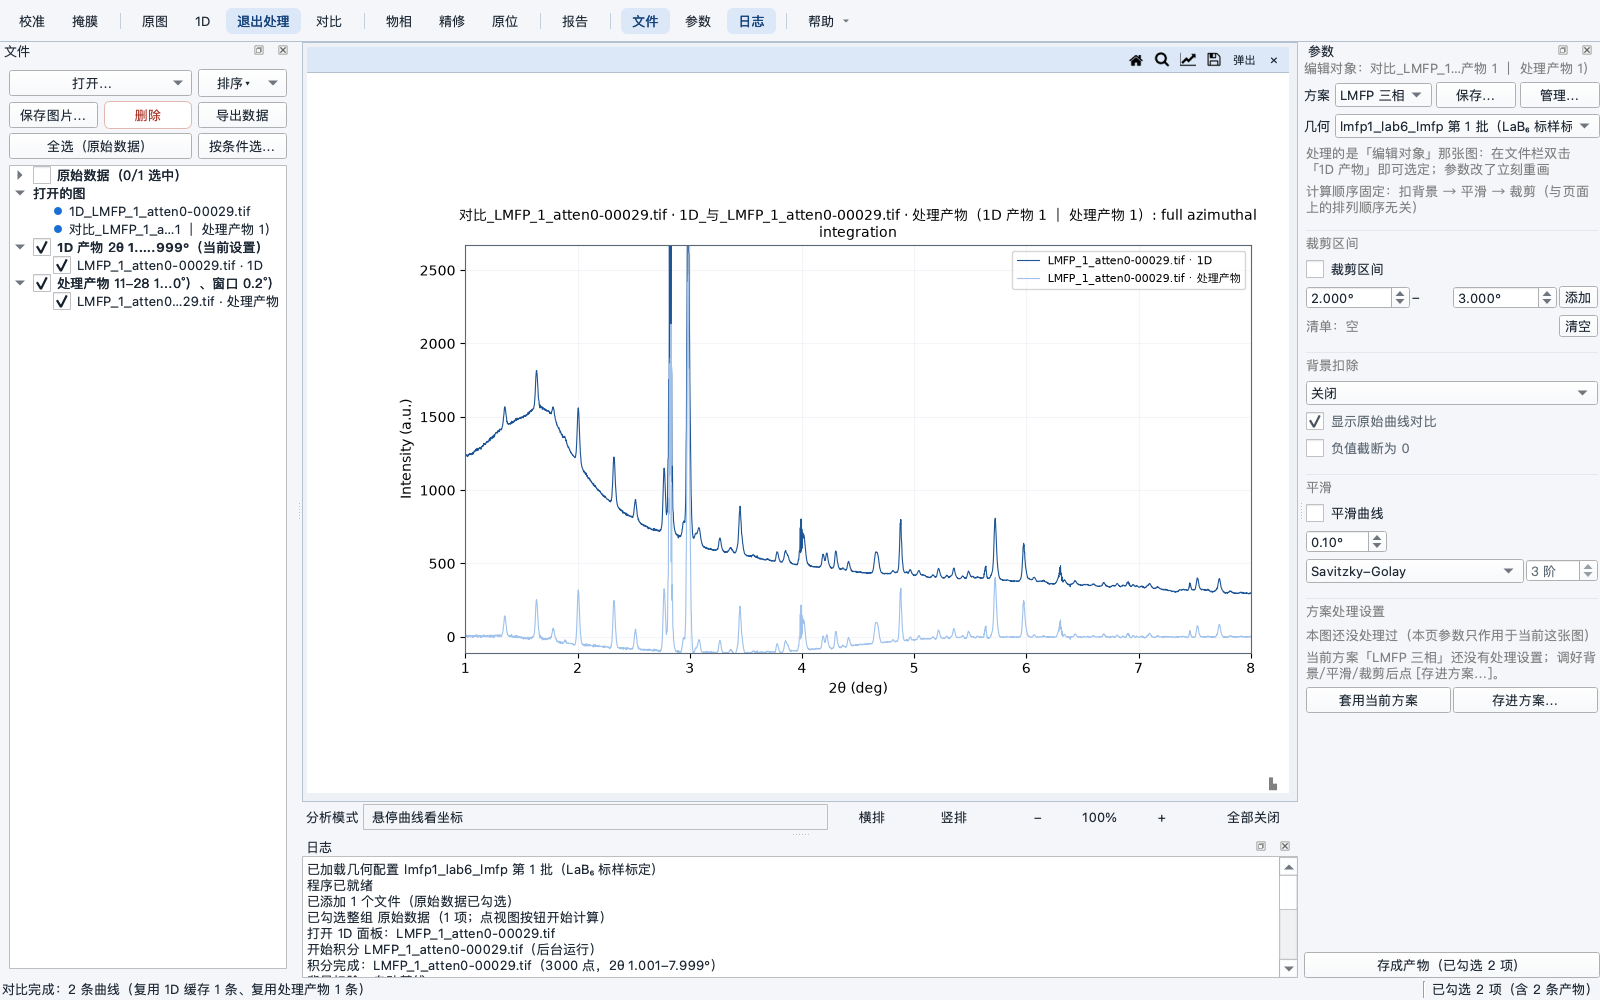 校准 掩膜 原图 1D 退出处理 对比 物相 精修 原位 报告 文件 参数 日志 帮助
文件
打开... 排序
保存图片... 删除 导出数据
全选（原始数据） 按条件选...
原始数据（0/1 选中）
打开的图
1D_LMFP_1_atten0-00029.tif
对比_LMFP_1_a...1 ｜ 处理产物 1)
1D 产物 2θ 1.....999°（当前设置）
LMFP_1_atten0-00029.tif · 1D
处理产物 11–28 1...0°）、窗口 0.2°）
LMFP_1_atten0...29.tif · 处理产物
弹出 ×
对比_LMFP_1_atten0-00029.tif · 1D_与_LMFP_1_atten0-00029.tif · 处理产物（1D 产物 1 ｜ 处理产物 1）: full azimuthal
integration
LMFP_1_atten0-00029.tif · 1D
LMFP_1_atten0-00029.tif · 处理产物
Intensity (a.u.)
2500
2000
1500
1000
500
0
1 2 3 4 5 6 7 8
2θ (deg)
分析模式 悬停曲线看坐标 横排 竖排 − 100% + 全部关闭
日志
已加载几何配置 lmfp1_lab6_lmfp 第 1 批（LaB₆ 标样标定）
程序已就绪
已添加 1 个文件（原始数据已勾选）
已勾选整组 原始数据（1 项；点视图按钮开始计算）
打开 1D 面板：LMFP_1_atten0-00029.tif
开始积分 LMFP_1_atten0-00029.tif（后台运行）
积分完成：LMFP_1_atten0-00029.tif（3000 点，2θ 1.001–7.999°）
参数
编辑对象：对比_LMFP_1...产物 1 ｜ 处理产物 1)
方案 LMFP 三相 保存... 管理...
几何 lmfp1_lab6_lmfp 第 1 批（LaB₆ 标样标
处理的是「编辑对象」那张图：在文件栏双击
「1D 产物」即可选定；参数改了立刻重画
计算顺序固定：扣背景 → 平滑 → 裁剪（与页面
上的排列顺序无关）
裁剪区间
裁剪区间
2.000° – 3.000° 添加
清单：空 清空
背景扣除
关闭
显示原始曲线对比
负值截断为 0
平滑
平滑曲线
0.10°
Savitzky–Golay 3 阶
方案处理设置
本图还没处理过（本页参数只作用于当前这张图）
当前方案「LMFP 三相」还没有处理设置；调好背
景/平滑/裁剪后点 [存进方案...]。
套用当前方案 存进方案...
存成产物（已勾选 2 项）
对比完成：2 条曲线（复用 1D 缓存 1 条、复用处理产物 1 条） 已勾选 2 项（含 2 条产物）